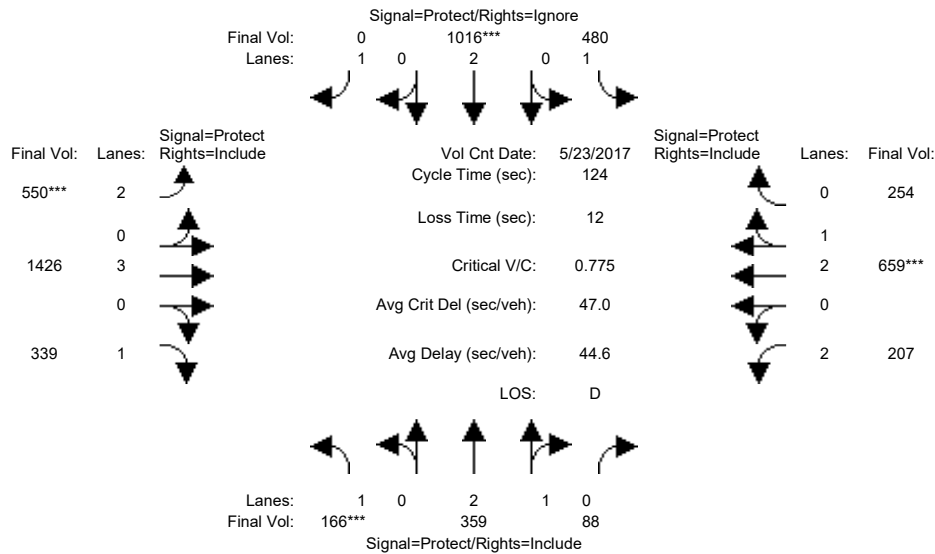 Signal=Protect/Rights=Ignore
Final Vol: 0 1016*** 480
Lanes: 1 0 2 0 1
Signal=Protect
Final Vol: Lanes: Rights=Include
Vol Cnt Date: 5/23/2017
Signal=Protect
Rights=Include Lanes: Final Vol:
Cycle Time (sec): 124
550*** 2
0 254
Loss Time (sec): 12
0
1
1426 3
Critical V/C: 0.775
2 659***
0
Avg Crit Del (sec/veh): 47.0
0
339 1
Avg Delay (sec/veh): 44.6
2 207
LOS: D
Lanes: 1 0 2 1 0
Final Vol: 166*** 359 88
Signal=Protect/Rights=Include